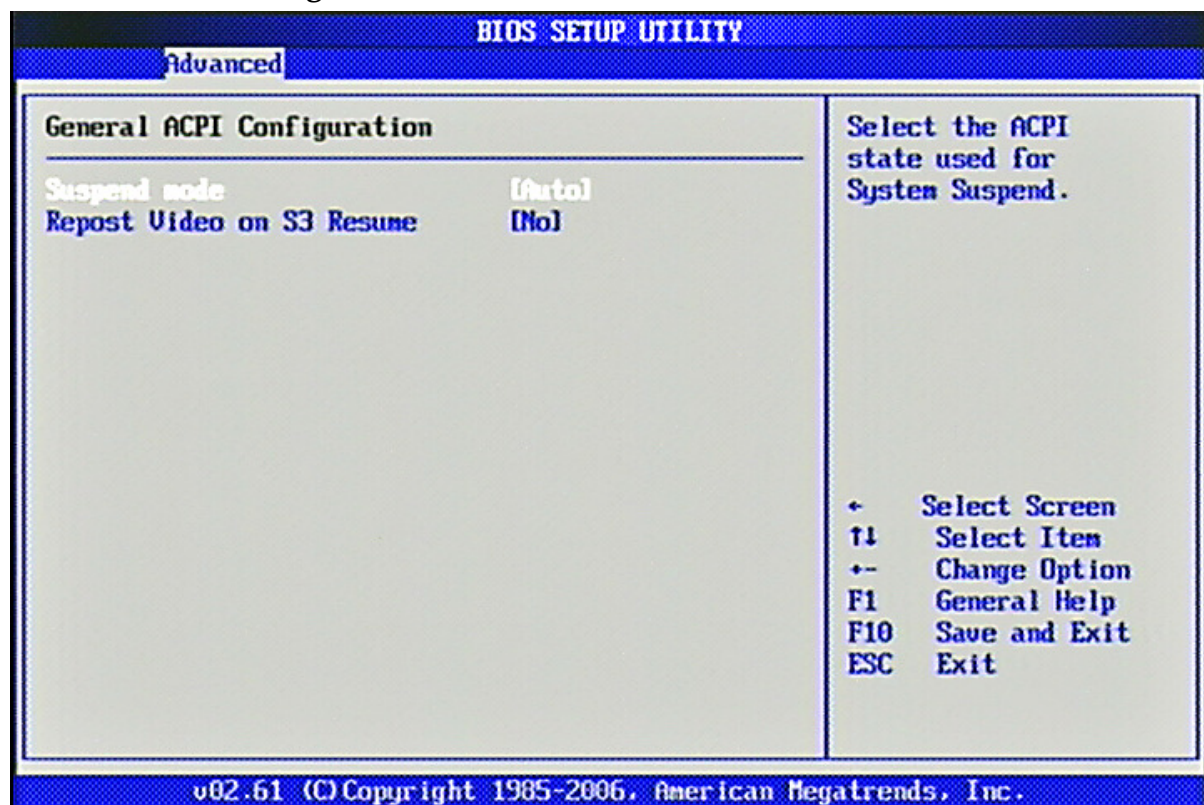 BIOS SETUP UTILITY
Advanced
General ACPI Configuration
Suspend mode [Auto]
Repost Video on S3 Resume [No]
Select the ACPI
state used for
System Suspend.
← Select Screen
↑↓ Select Item
+- Change Option
F1 General Help
F10 Save and Exit
ESC Exit
v02.61 (C)Copyright 1985-2006, American Megatrends, Inc.